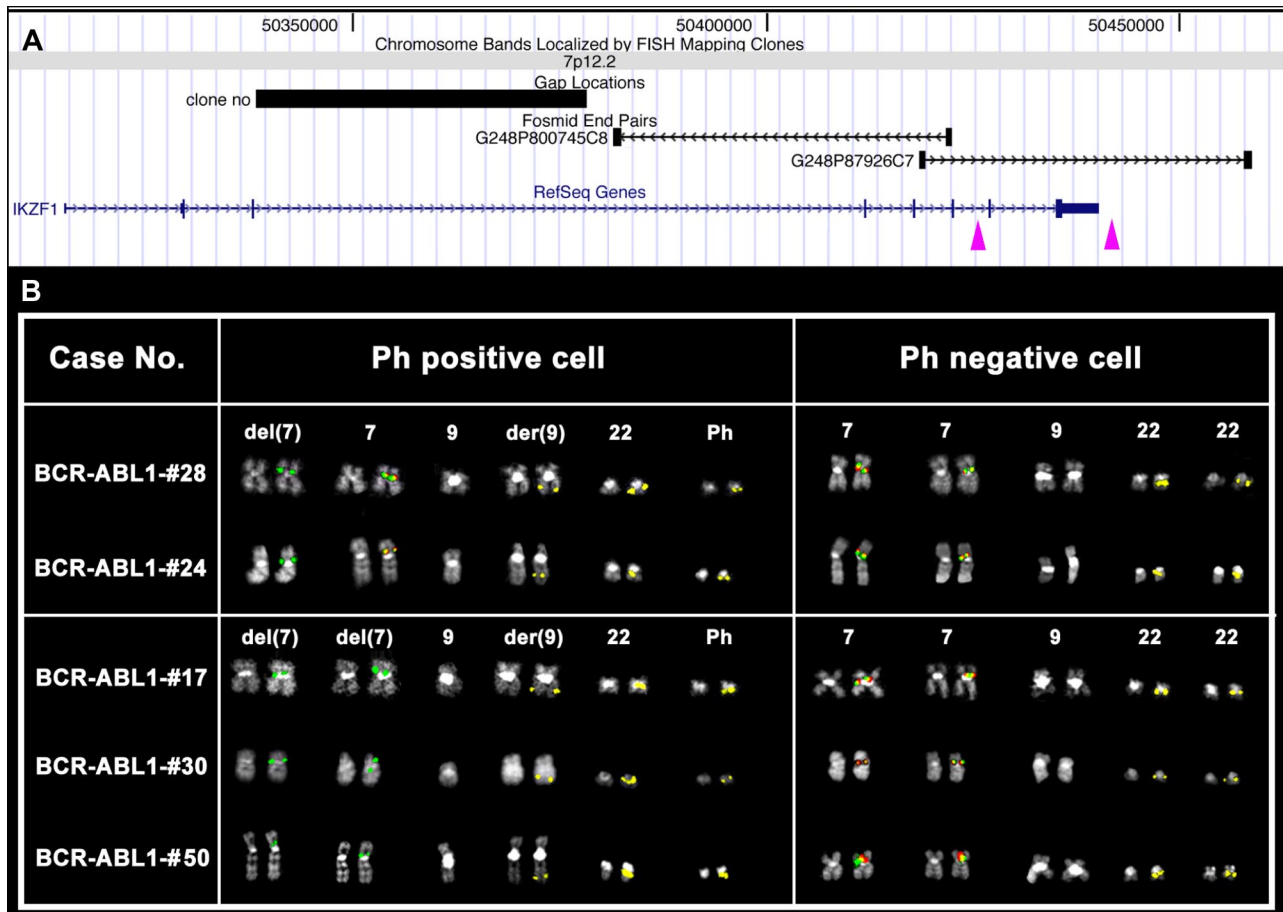 A
50350000
50400000
50450000
Chromosome Bands Localized by FISH Mapping Clones
7p12.2
Gap Locations
clone no
Fosmid End Pairs
G248P800745C8
G248P87926C7
RefSeq Genes
IKZF1
B
Case No. Ph positive cell Ph negative cell
del(7) 7 9 der(9) 22 Ph 7 7 9 22 22
BCR-ABL1-#28
BCR-ABL1-#24
del(7) del(7) 9 der(9) 22 Ph 7 7 9 22 22
BCR-ABL1-#17
BCR-ABL1-#30
BCR-ABL1-#50